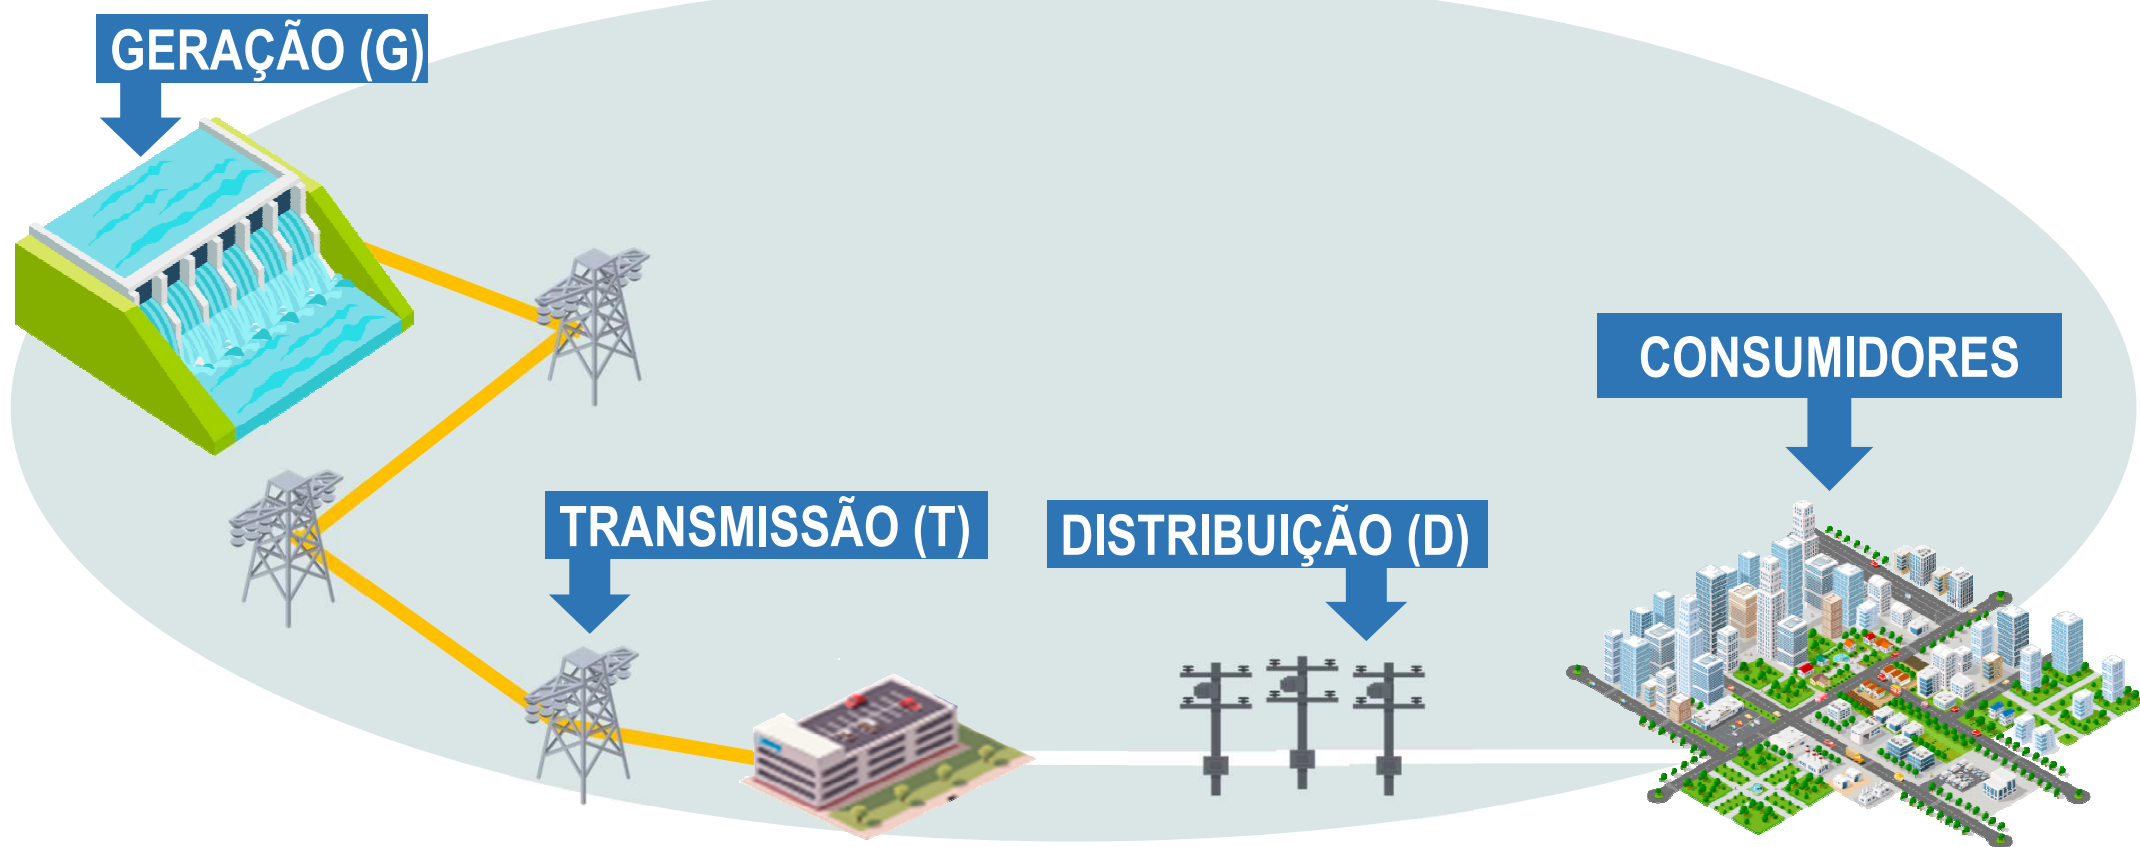 GERAÇÃO (G)
CONSUMIDORES
TRANSMISSÃO (T)
DISTRIBUIÇÃO (D)